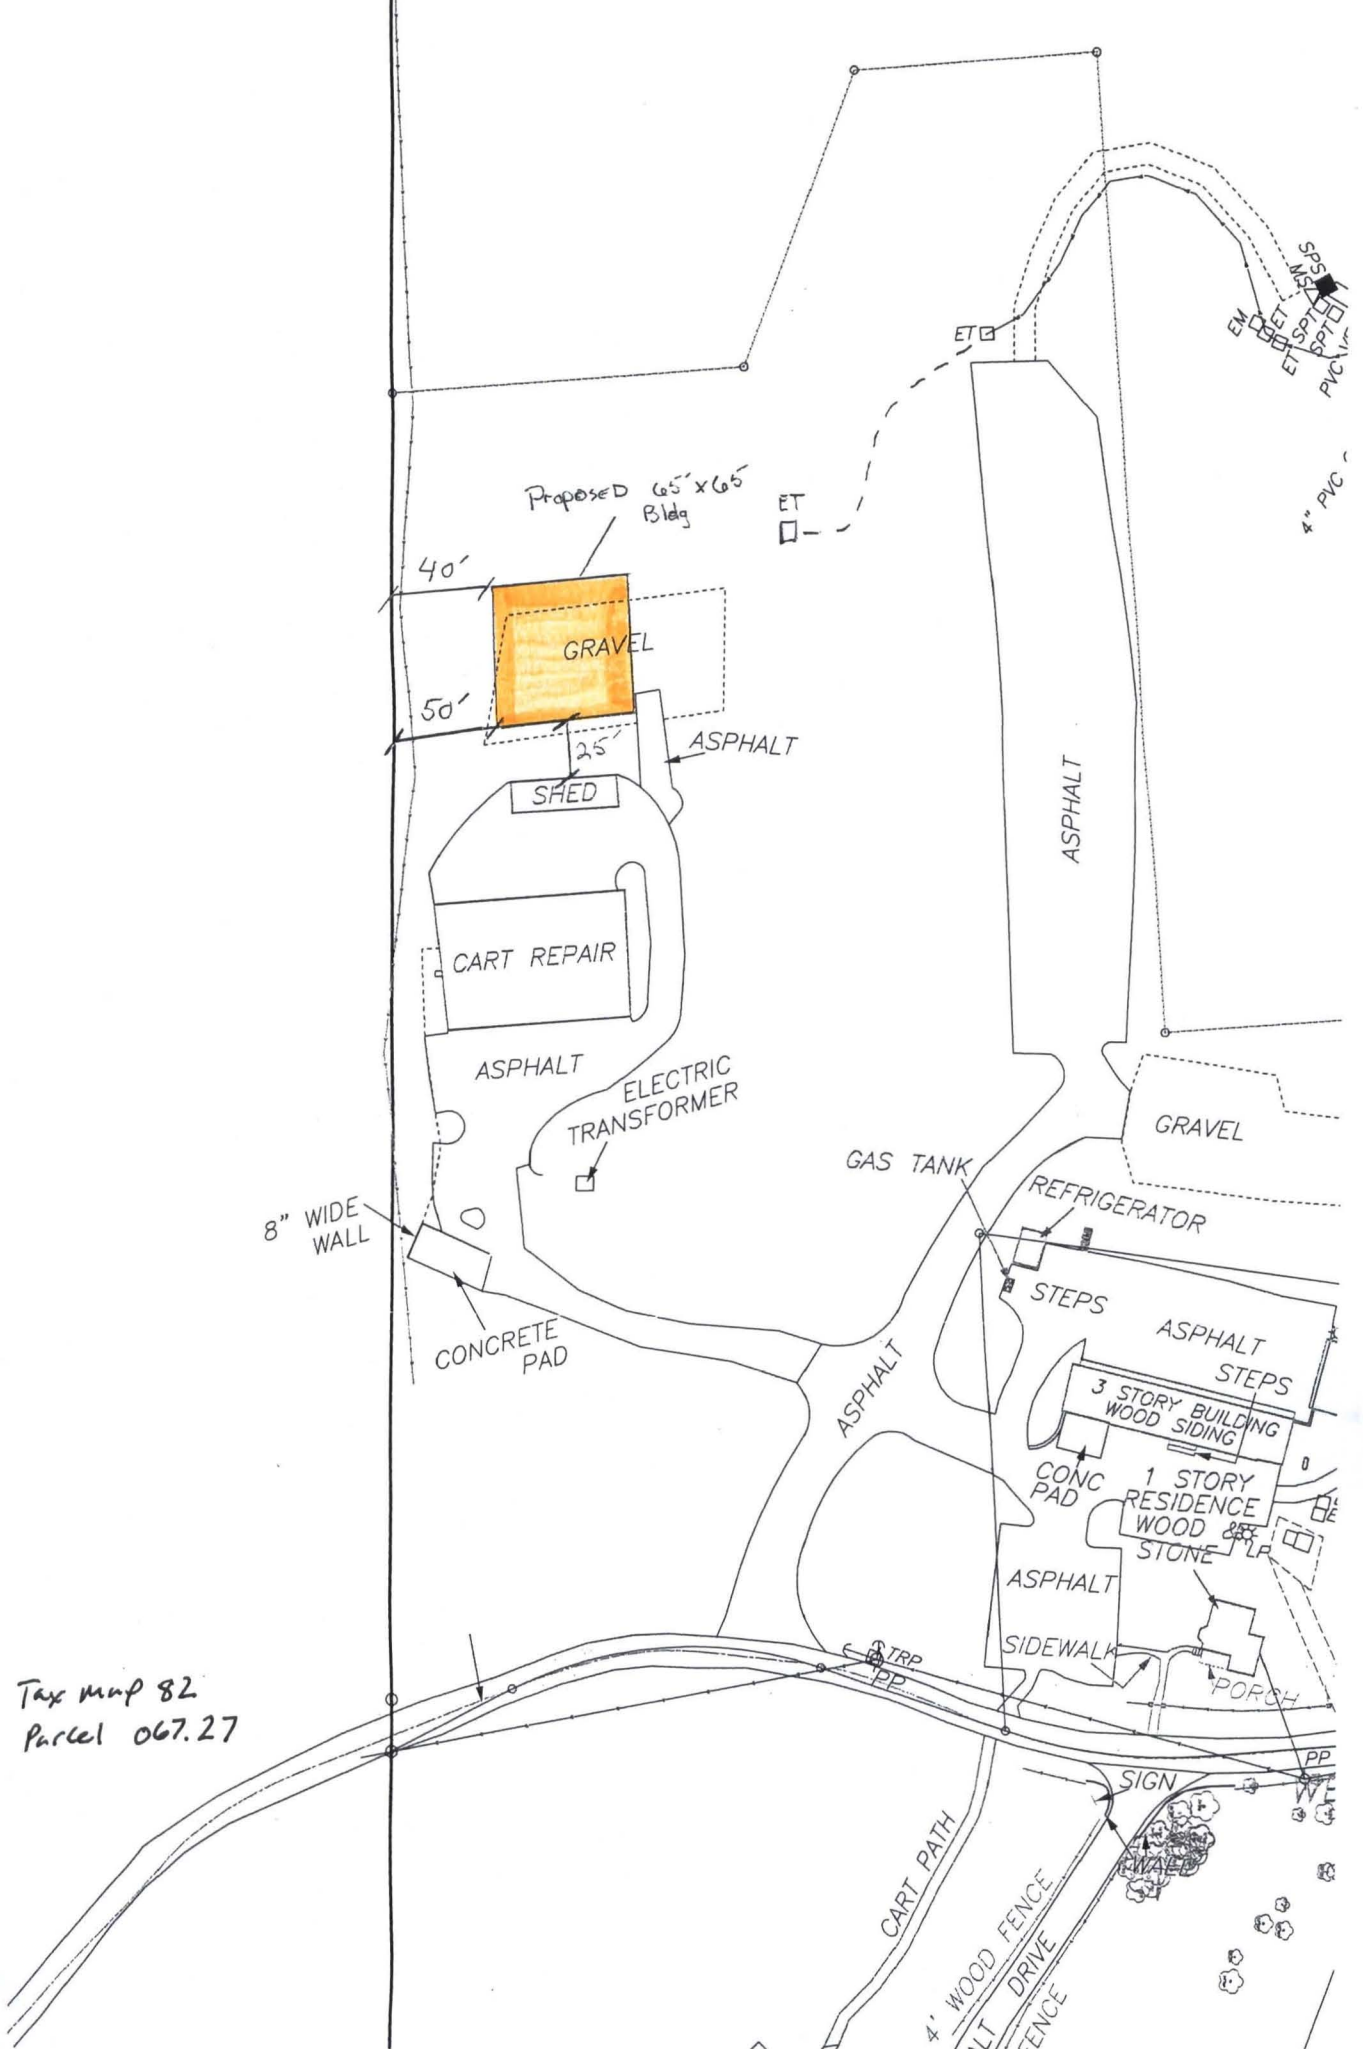 SPS
MS
EM
ET
SPT
SPT
ET
ET
PVC
4" PVC
Proposed 65' x 65'
Bldg
ET
40'
GRAVEL
50'
25'
ASPHALT
SHED
ASPHALT
CART REPAIR
ASPHALT
ELECTRIC
TRANSFORMER
GRAVEL
GAS TANK
REFRIGERATOR
8" WIDE
WALL
STEPS
CONCRETE
PAD
ASPHALT
STEPS
ASPHALT
3 STORY BUILDING
WOOD SIDING
CONC
PAD
1 STORY
RESIDENCE
WOOD &
STONE
LP
ASPHALT
SIDEWALK
TRP
PP
PORCH
Tax Map 82
Parcel 067.27
PP
SIGN
WALL
CART PATH
4' WOOD FENCE
DRIVE